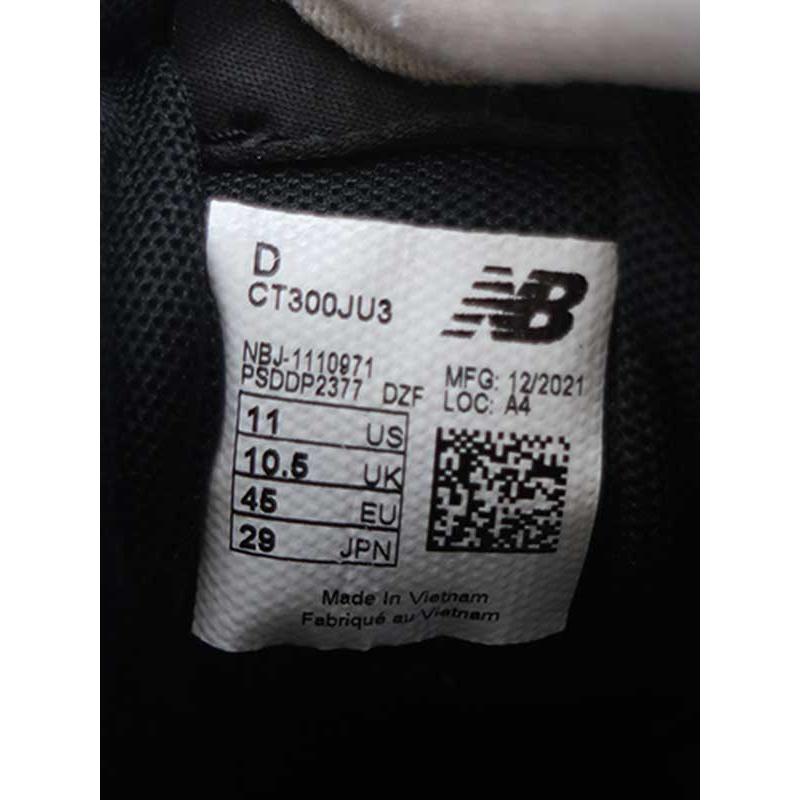 D
CT300JU3
NB
NBJ-1110971
PSDDP2377 DZF
MFG: 12/2021
LOC: A4
11 US
10.5 UK
45 EU
29 JPN
Made In Vietnam
Fabriqué au Vietnam